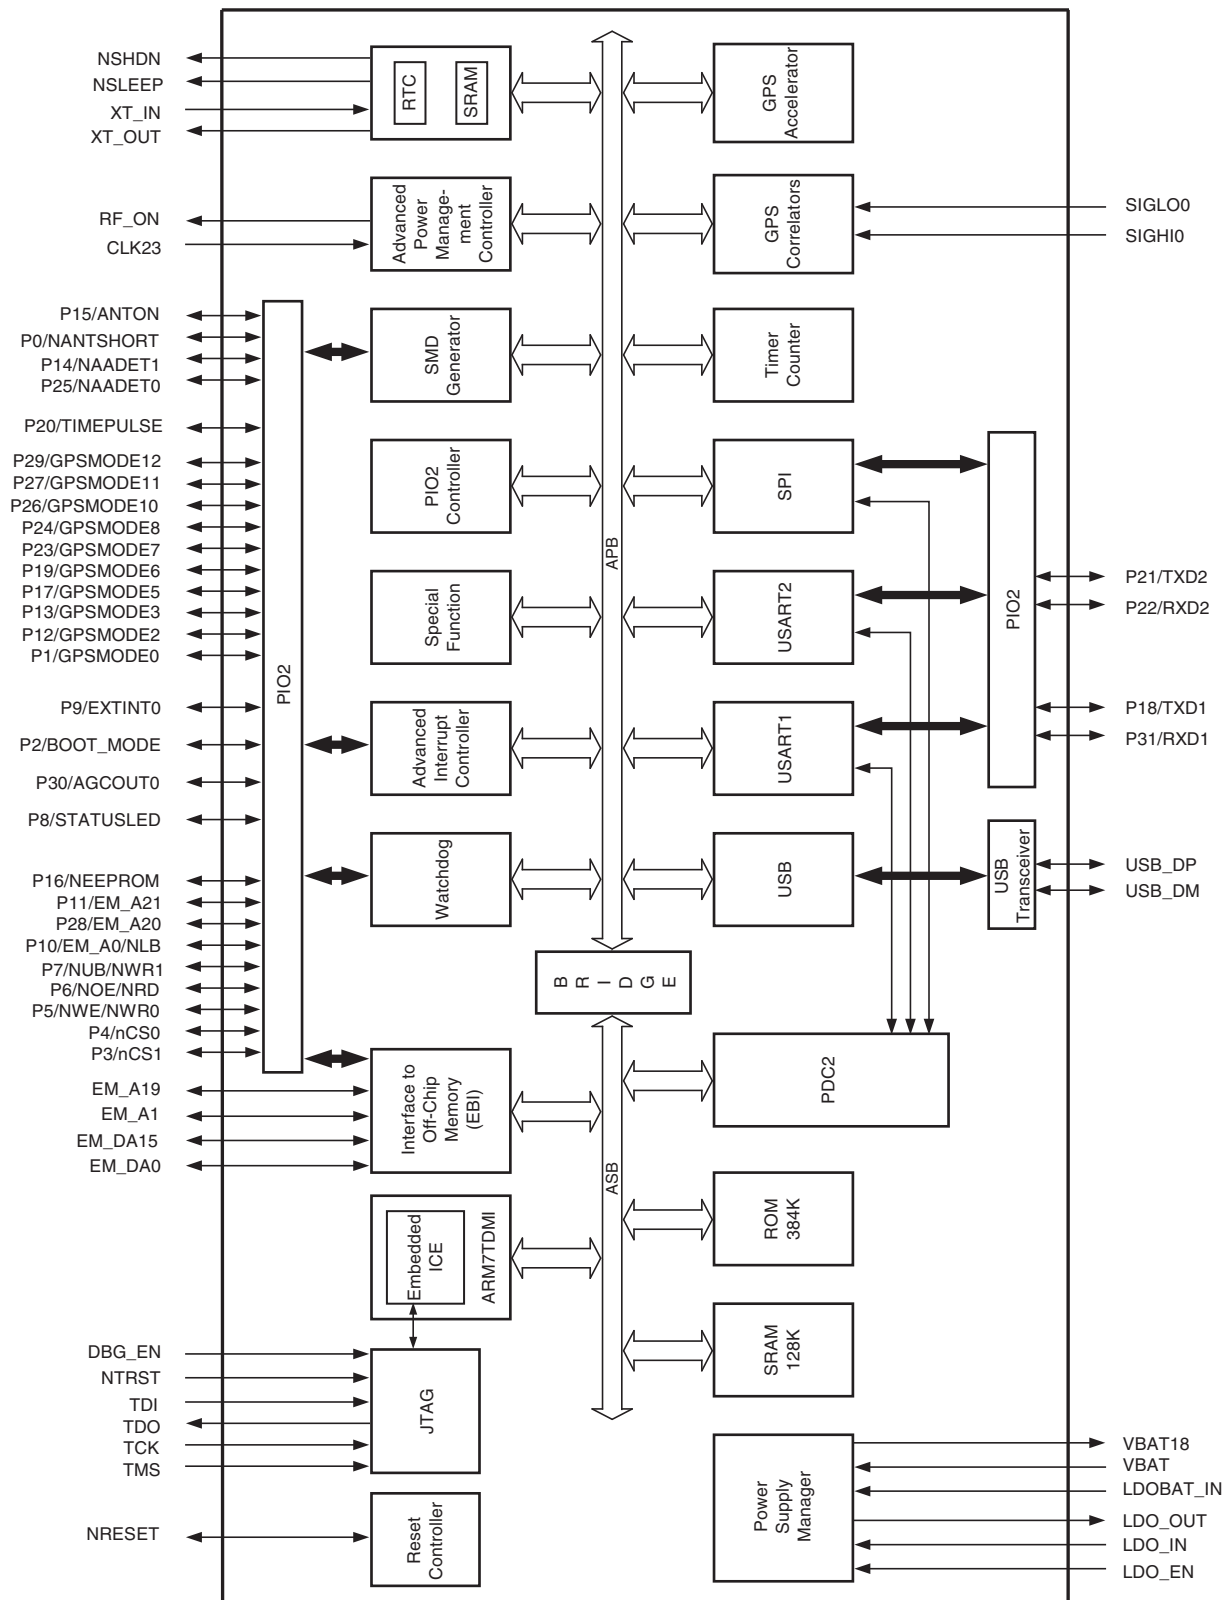 NSHDN
NSLEEP
XT_IN
XT_OUT
RF_ON
CLK23
P15/ANTON
P0/NANTSHORT
P14/NAADET1
P25/NAADET0
P20/TIMEPULSE
P29/GPSMODE12
P27/GPSMODE11
P26/GPSMODE10
P24/GPSMODE8
P23/GPSMODE7
P19/GPSMODE6
P17/GPSMODE5
P13/GPSMODE3
P12/GPSMODE2
P1/GPSMODE0
P9/EXTINT0
P2/BOOT_MODE
P30/AGCOUT0
P8/STATUSLED
P16/NEEPROM
P11/EM_A21
P28/EM_A20
P10/EM_A0/NLB
P7/NUB/NWR1
P6/NOE/NRD
P5/NWE/NWR0
P4/nCS0
P3/nCS1
EM_A19
EM_A1
EM_DA15
EM_DA0
DBG_EN
NTRST
TDI
TDO
TCK
TMS
NRESET
PIO2
RTC
SRAM
Advanced
Power
Manage-
ment
Controller
SMD
Generator
PIO2
Controller
Special
Function
Advanced
Interrupt
Controller
Watchdog
Interface to
Off-Chip
Memory
(EBI)
Embedded
ICE
ARM7TDMI
JTAG
Reset
Controller
APB
BRIDGE
ASB
GPS
Accelerator
GPS
Correlators
Timer
Counter
SPI
USART2
USART1
USB
PDC2
ROM
384K
SRAM
128K
Power
Supply
Manager
PIO2
USB
Transceiver
SIGLO0
SIGHI0
P21/TXD2
P22/RXD2
P18/TXD1
P31/RXD1
USB_DP
USB_DM
VBAT18
VBAT
LDOBAT_IN
LDO_OUT
LDO_IN
LDO_EN